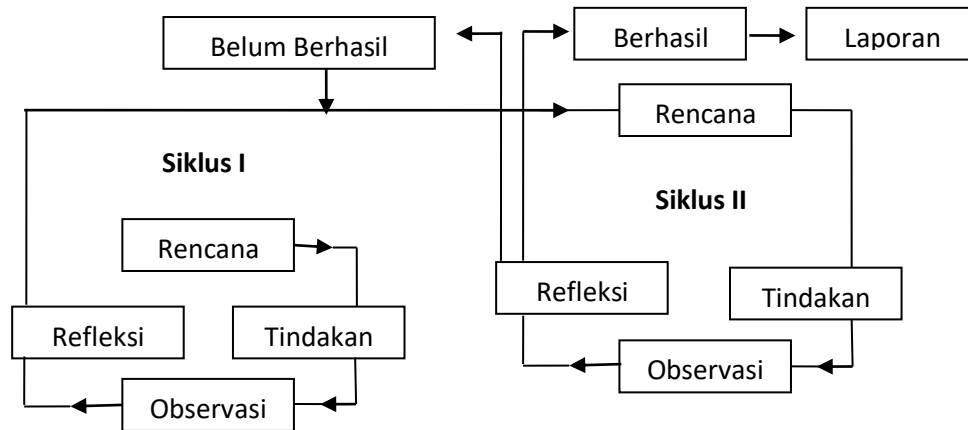 Belum Berhasil
Berhasil
Laporan
Rencana
Siklus I
Siklus II
Rencana
Refleksi
Tindakan
Refleksi
Tindakan
Observasi
Observasi